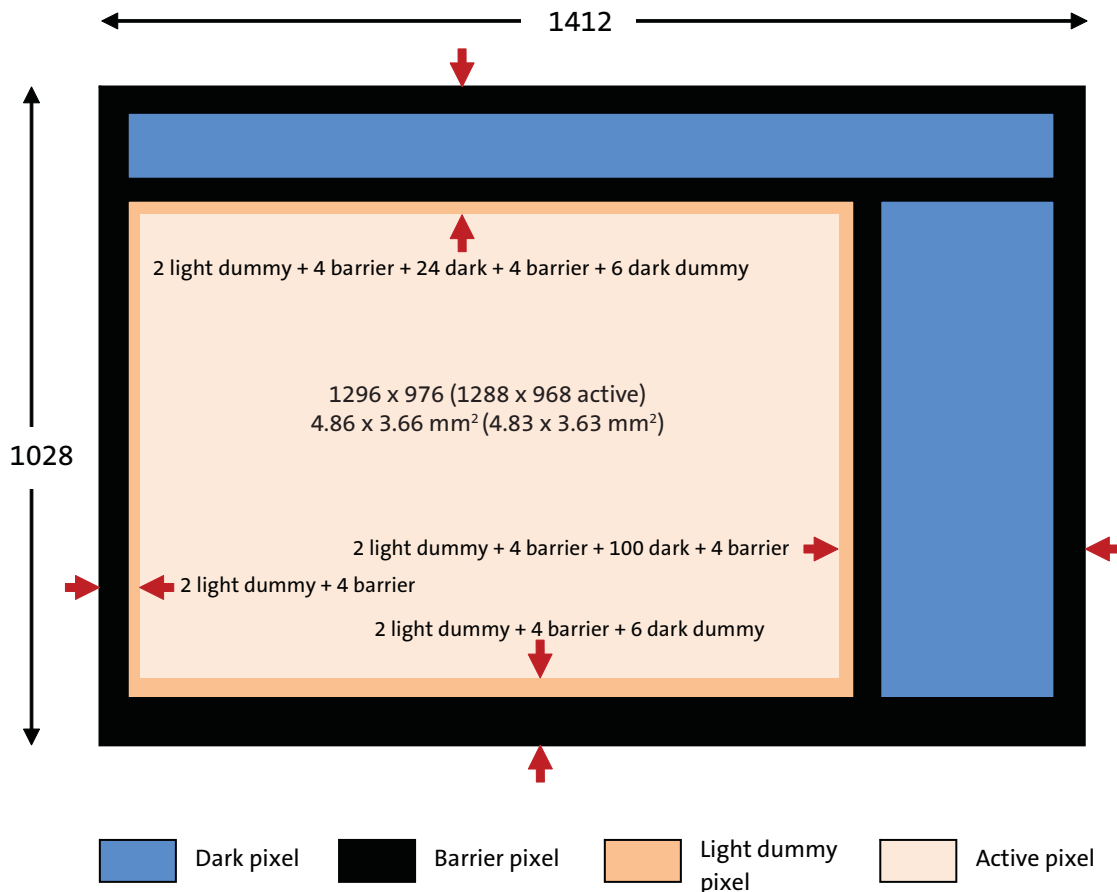 1412
2 light dummy + 4 barrier + 24 dark + 4 barrier + 6 dark dummy
1296 x 976 (1288 x 968 active)
4.86 x 3.66 mm² (4.83 x 3.63 mm²)
1028
2 light dummy + 4 barrier + 100 dark + 4 barrier
2 light dummy + 4 barrier
2 light dummy + 4 barrier + 6 dark dummy
Dark pixel
Barrier pixel
Light dummy
pixel
Active pixel